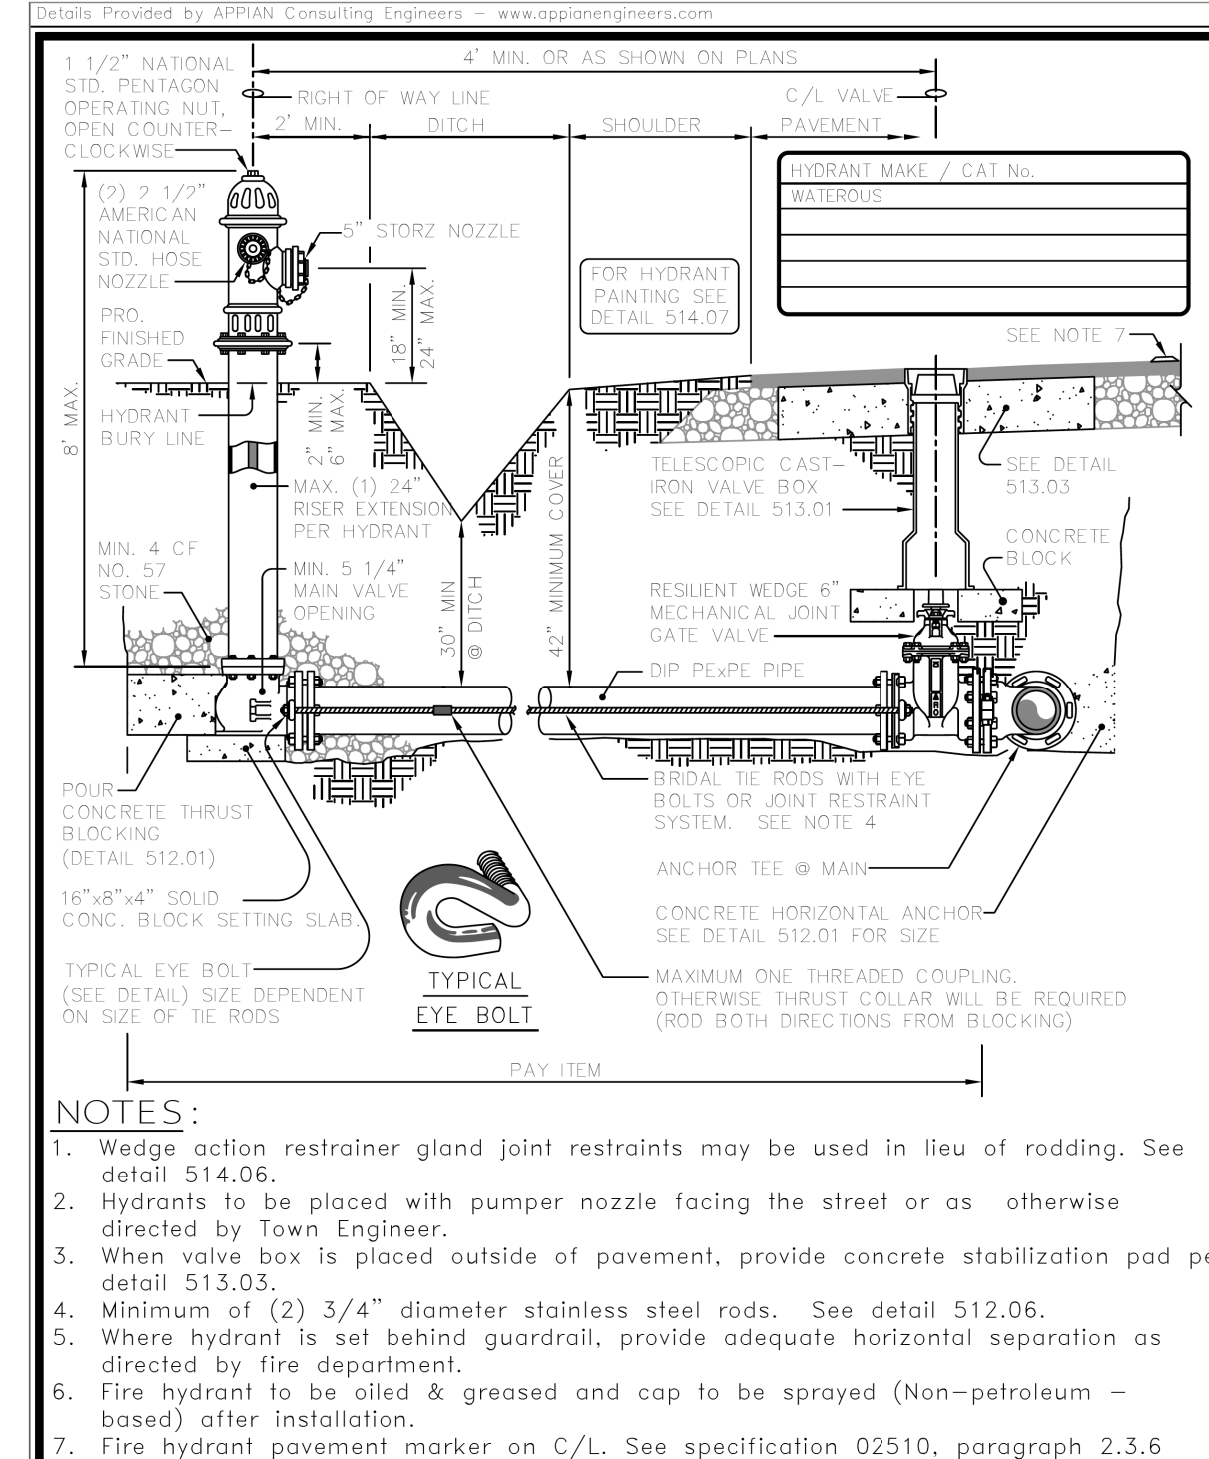 Details Provided by APPIAN Consulting Engineers – www.appianengineers.com
1 1/2" NATIONAL
STD. PENTAGON
OPERATING NUT,
OPEN COUNTER–
CLOCKWISE
4' MIN. OR AS SHOWN ON PLANS
RIGHT OF WAY LINE
C/L VALVE
2' MIN.
DITCH
SHOULDER
PAVEMENT
HYDRANT MAKE / CAT No.
WATEROUS
(2) 2 1/2"
AMERICAN
NATIONAL
STD. HOSE
NOZZLE
5" STORZ NOZZLE
FOR HYDRANT
PAINTING SEE
DETAIL 514.07
18" MIN.
24" MAX.
PRO.
FINISHED
GRADE
SEE NOTE 7
8' MAX.
HYDRANT
BURY LINE
2" MIN.
6" MAX.
MAX. (1) 24"
RISER EXTENSION
PER HYDRANT
TELESCOPIC CAST–
IRON VALVE BOX
SEE DETAIL 513.01
SEE DETAIL
513.03
MIN. 4 CF
NO. 57
STONE
MIN. 5 1/4"
MAIN VALVE
OPENING
30" MIN
@ DITCH
42" MINIMUM COVER
CONCRETE
BLOCK
RESILIENT WEDGE 6"
MECHANICAL JOINT
GATE VALVE
DIP PExPE PIPE
POUR
CONCRETE THRUST
BLOCKING
(DETAIL 512.01)
BRIDAL TIE RODS WITH EYE
BOLTS OR JOINT RESTRAINT
SYSTEM. SEE NOTE 4
ANCHOR TEE @ MAIN
16"x8"x4" SOLID
CONC. BLOCK SETTING SLAB.
CONCRETE HORIZONTAL ANCHOR
SEE DETAIL 512.01 FOR SIZE
TYPICAL EYE BOLT
(SEE DETAIL) SIZE DEPENDENT
ON SIZE OF TIE RODS
TYPICAL
EYE BOLT
MAXIMUM ONE THREADED COUPLING.
OTHERWISE THRUST COLLAR WILL BE REQUIRED
(ROD BOTH DIRECTIONS FROM BLOCKING)
PAY ITEM
NOTES:
1. Wedge action restrainer gland joint restraints may be used in lieu of rodding. See
detail 514.06.
2. Hydrants to be placed with pumper nozzle facing the street or as otherwise
directed by Town Engineer.
3. When valve box is placed outside of pavement, provide concrete stabilization pad pe
detail 513.03.
4. Minimum of (2) 3/4" diameter stainless steel rods. See detail 512.06.
5. Where hydrant is set behind guardrail, provide adequate horizontal separation as
directed by fire department.
6. Fire hydrant to be oiled & greased and cap to be sprayed (Non–petroleum –
based) after installation.
7. Fire hydrant pavement marker on C/L. See specification 02510, paragraph 2.3.6